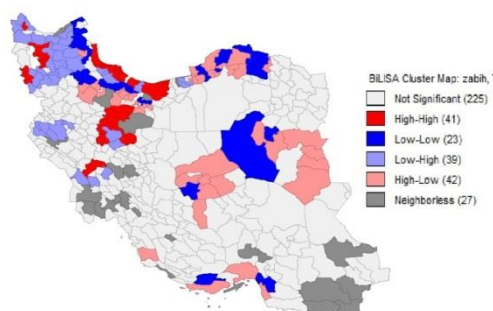 BiLISA Cluster Map: zabih,
Not Significant (225)
High-High (41)
Low-Low (23)
Low-High (39)
High-Low (42)
Neighborless (27)